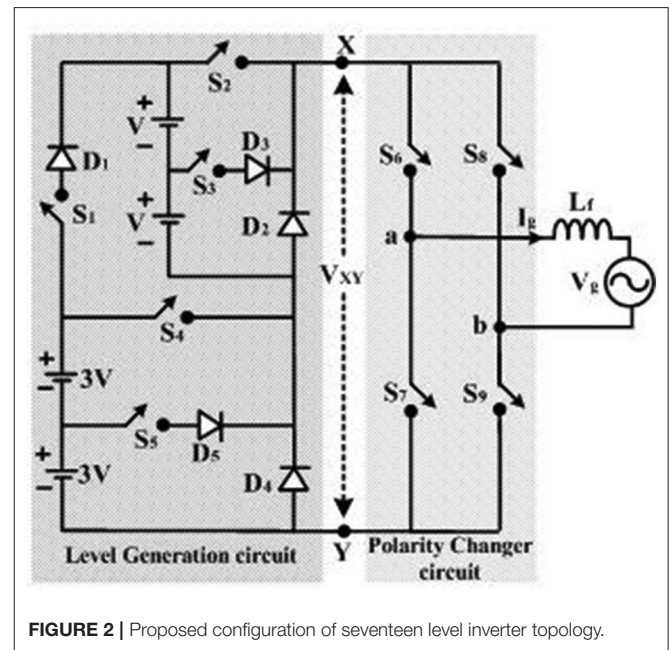 X
S₂
+
V
−
D₃
S₃
D₁
S₁
+
V
−
D₂
S₆
S₈
Lf
Ig
a
Vg
VXY
b
S₄
+
−
3V
S₅
D₅
S₇
S₉
+
−
3V
D₄
Y
Level Generation circuit
Polarity Changer
circuit
FIGURE 2 | Proposed configuration of seventeen level inverter topology.